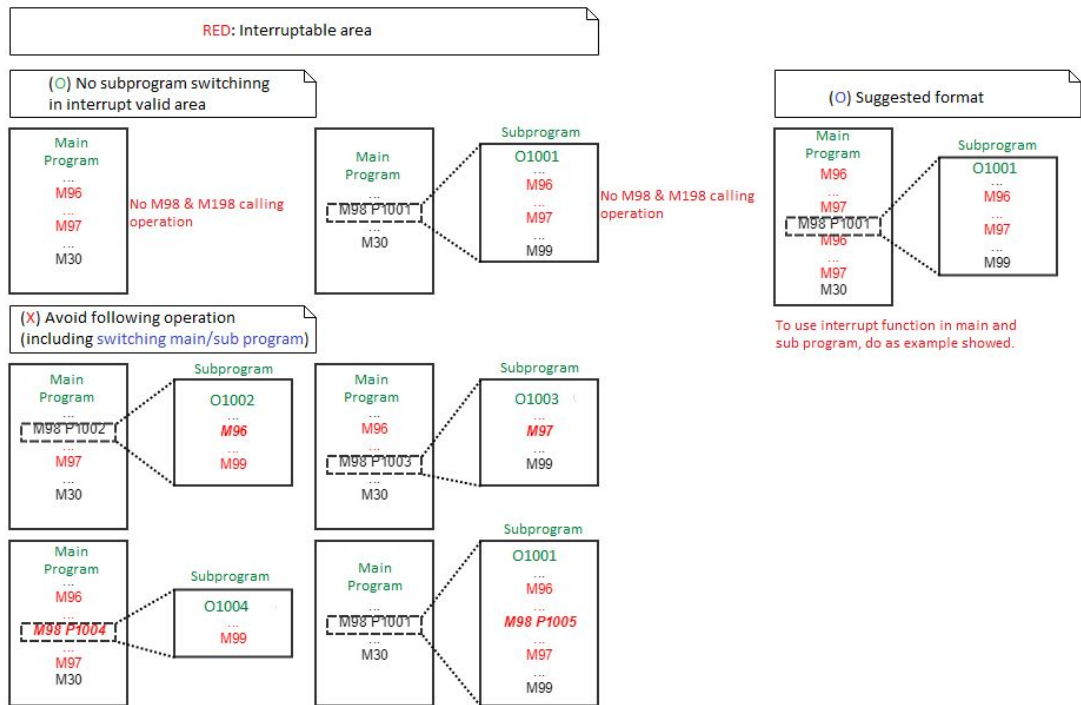 RED: Interruptable area
(O) No subprogram switchinng
in interrupt valid area
Main
Program
...
M96
...
M97
...
M30
No M98 & M198 calling
operation
Main
Program
...
M98 P1001
...
M30
Subprogram
O1001
...
M96
...
M97
...
M99
No M98 & M198 calling
operation
(O) Suggested format
Main
Program
M96
...
M97
M98 P1001
M96
...
M97
M30
Subprogram
O1001
...
M96
...
M97
...
M99
To use interrupt function in main and
sub program, do as example showed.
(X) Avoid following operation
(including switching main/sub program)
Main
Program
...
M98 P1002
...
M97
...
M30
Subprogram
O1002
...
M96
...
M99
Main
Program
...
M96
...
M98 P1003
...
M30
Subprogram
O1003
...
M97
...
M99
Main
Program
...
M96
...
M98 P1004
...
M97
M30
Subprogram
O1004
...
M99
Main
Program
...
M98 P1001
...
M30
Subprogram
O1001
...
M96
...
M98 P1005
...
M97
...
M99